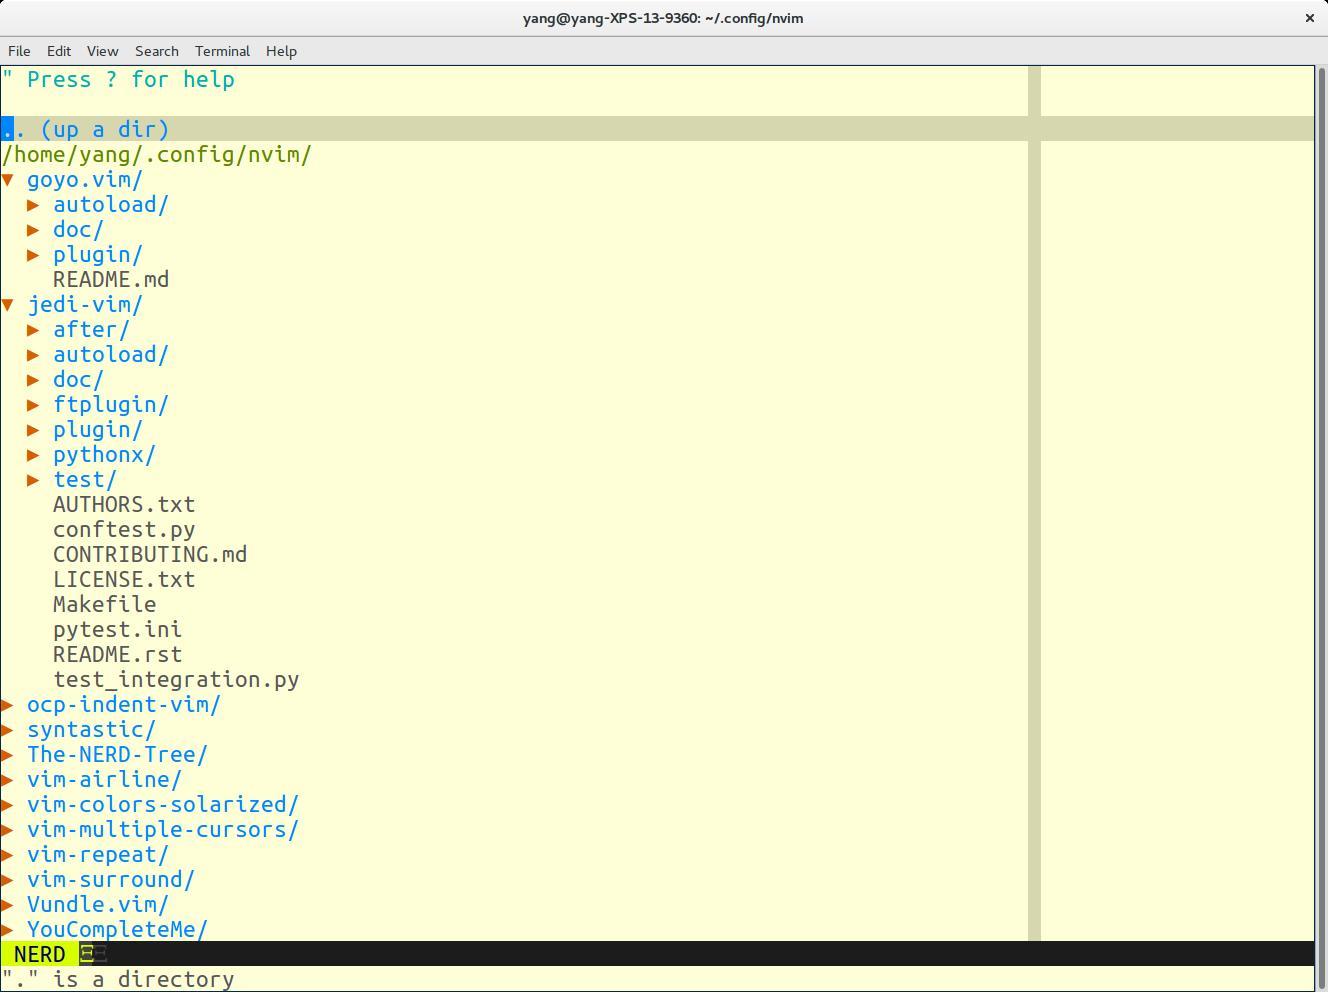 yang@yang-XPS-13-9360: ~/.config/nvim ×
File Edit View Search Terminal Help
" Press ? for help
.. (up a dir)
/home/yang/.config/nvim/
▼ goyo.vim/
▶ autoload/
▶ doc/
▶ plugin/
README.md
▼ jedi-vim/
▶ after/
▶ autoload/
▶ doc/
▶ ftplugin/
▶ plugin/
▶ pythonx/
▶ test/
AUTHORS.txt
conftest.py
CONTRIBUTING.md
LICENSE.txt
Makefile
pytest.ini
README.rst
test_integration.py
▶ ocp-indent-vim/
▶ syntastic/
▶ The-NERD-Tree/
▶ vim-airline/
▶ vim-colors-solarized/
▶ vim-multiple-cursors/
▶ vim-repeat/
▶ vim-surround/
▶ Vundle.vim/
▶ YouCompleteMe/
NERD
"." is a directory